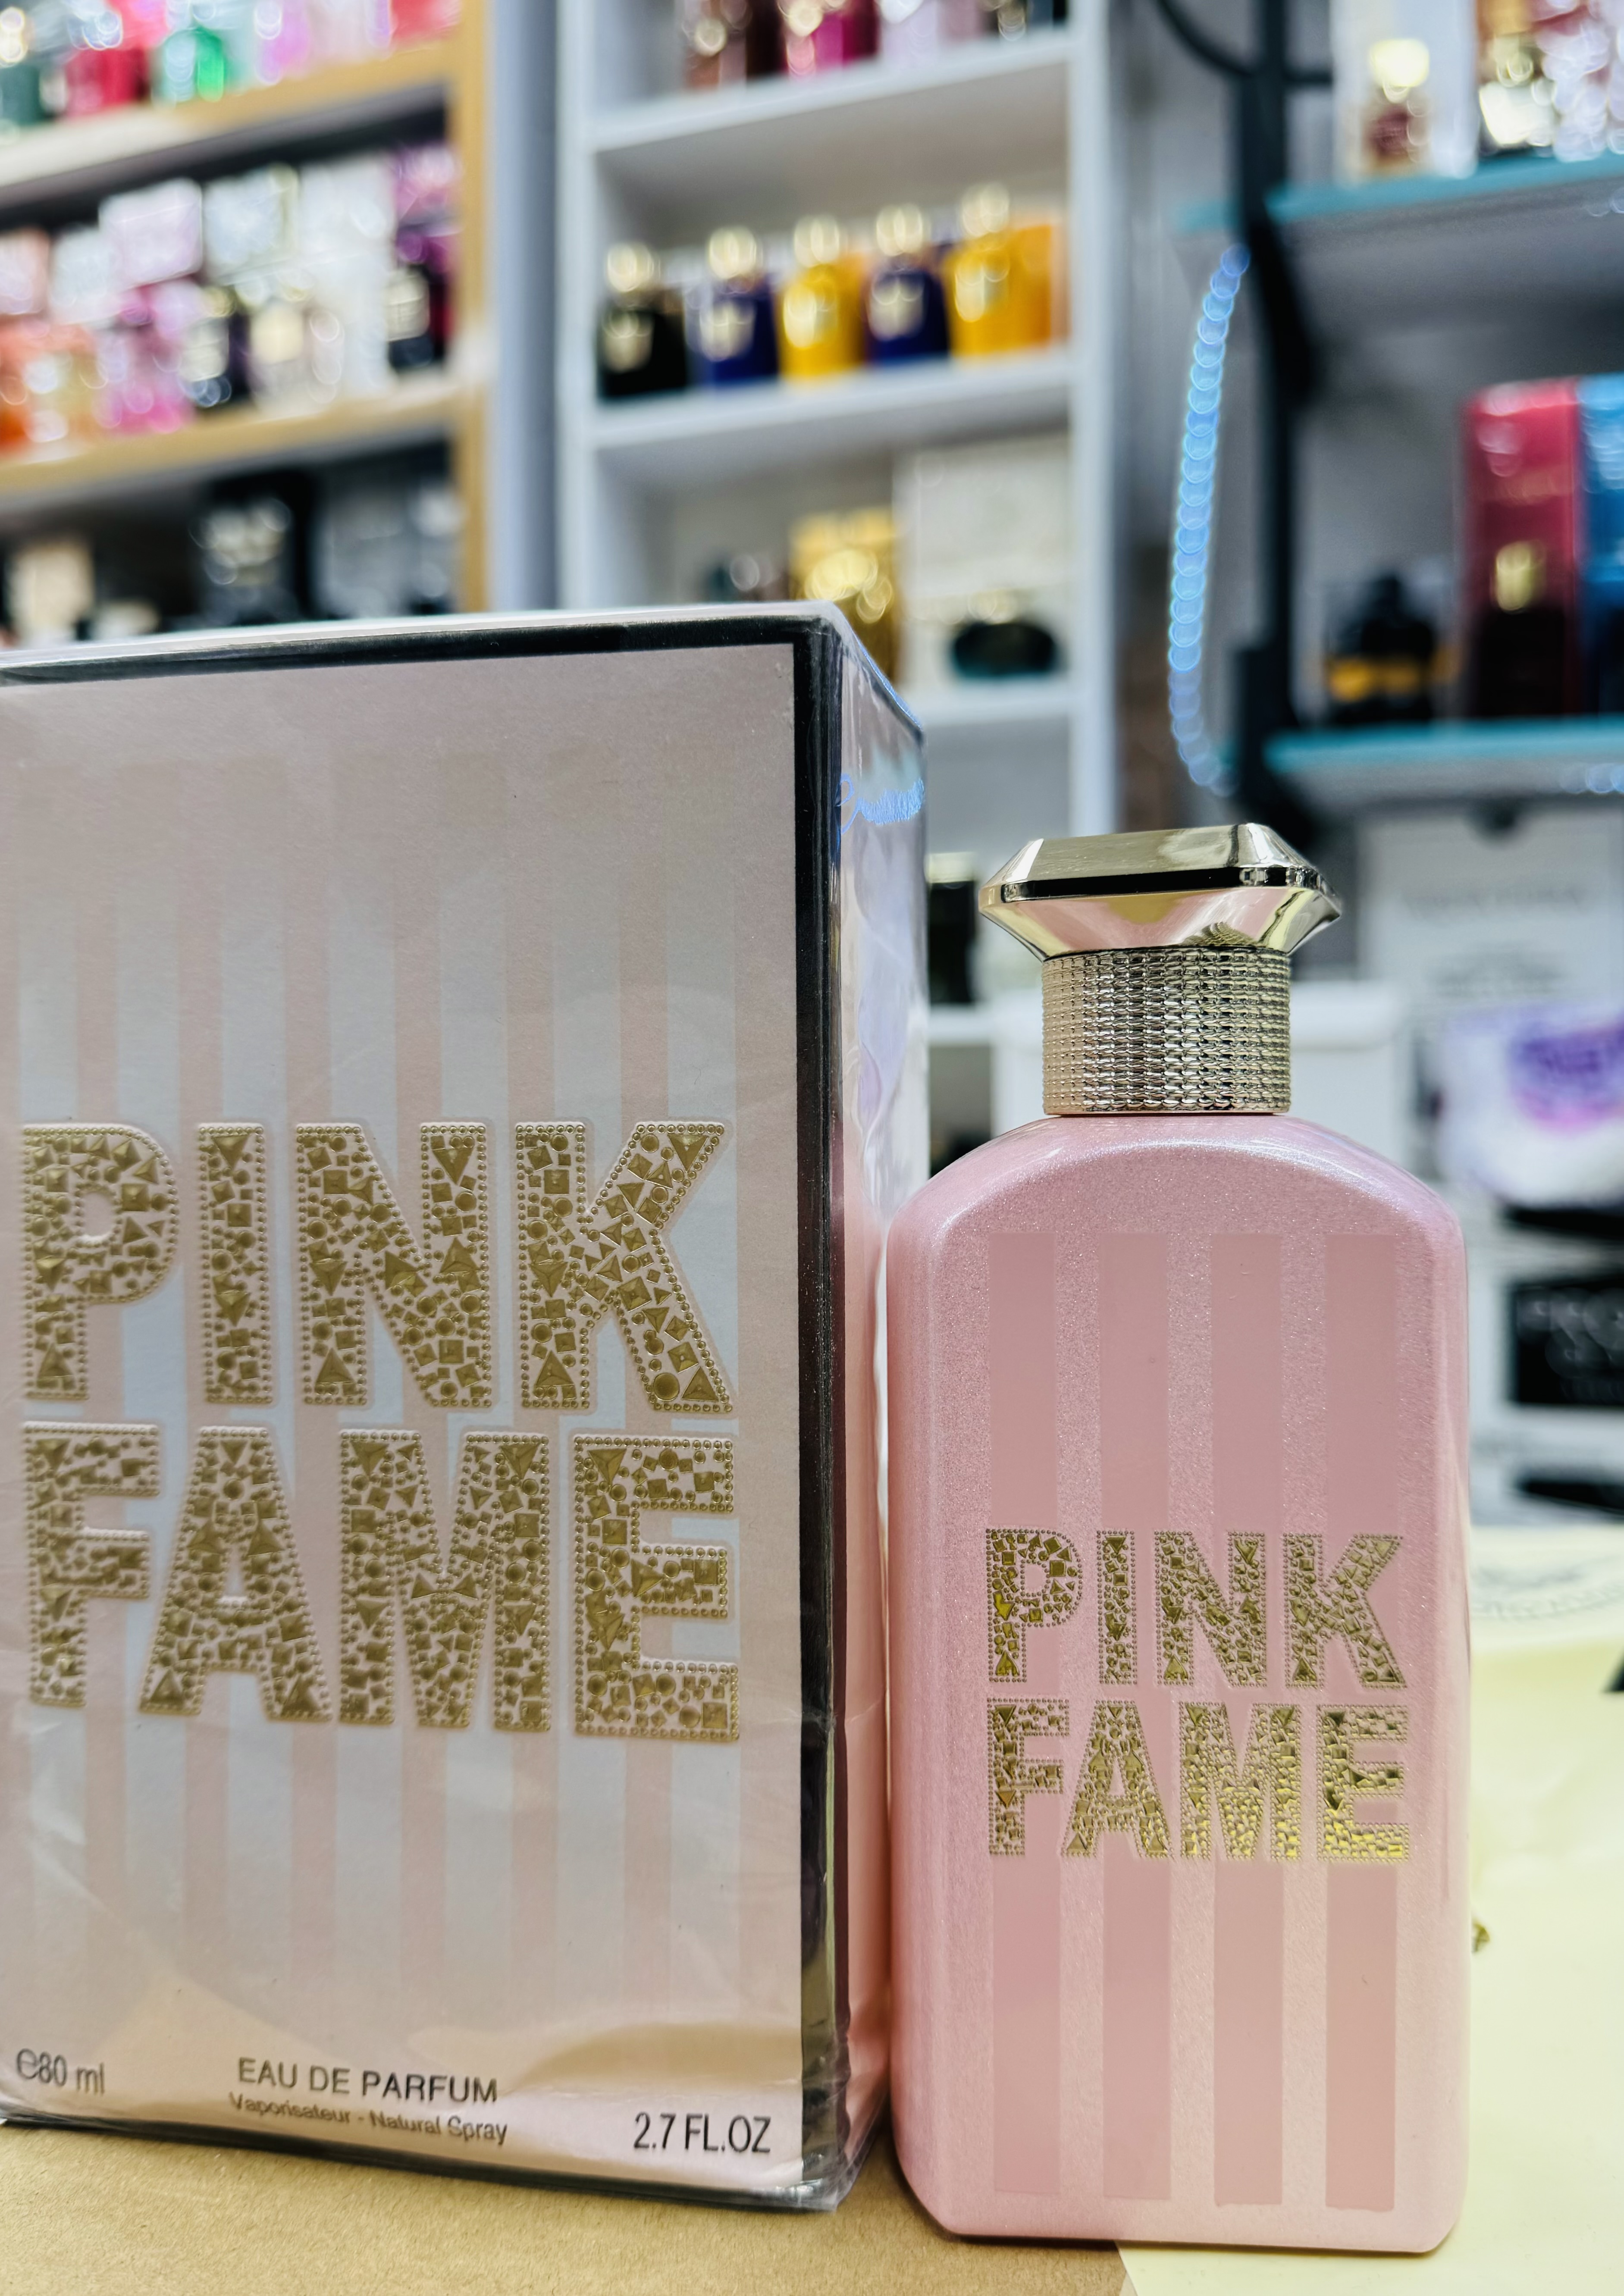 PINK
FAME
℮80 ml
EAU DE PARFUM
Vaporisateur - Natural Spray
2.7 FL.OZ
PINK
FAME